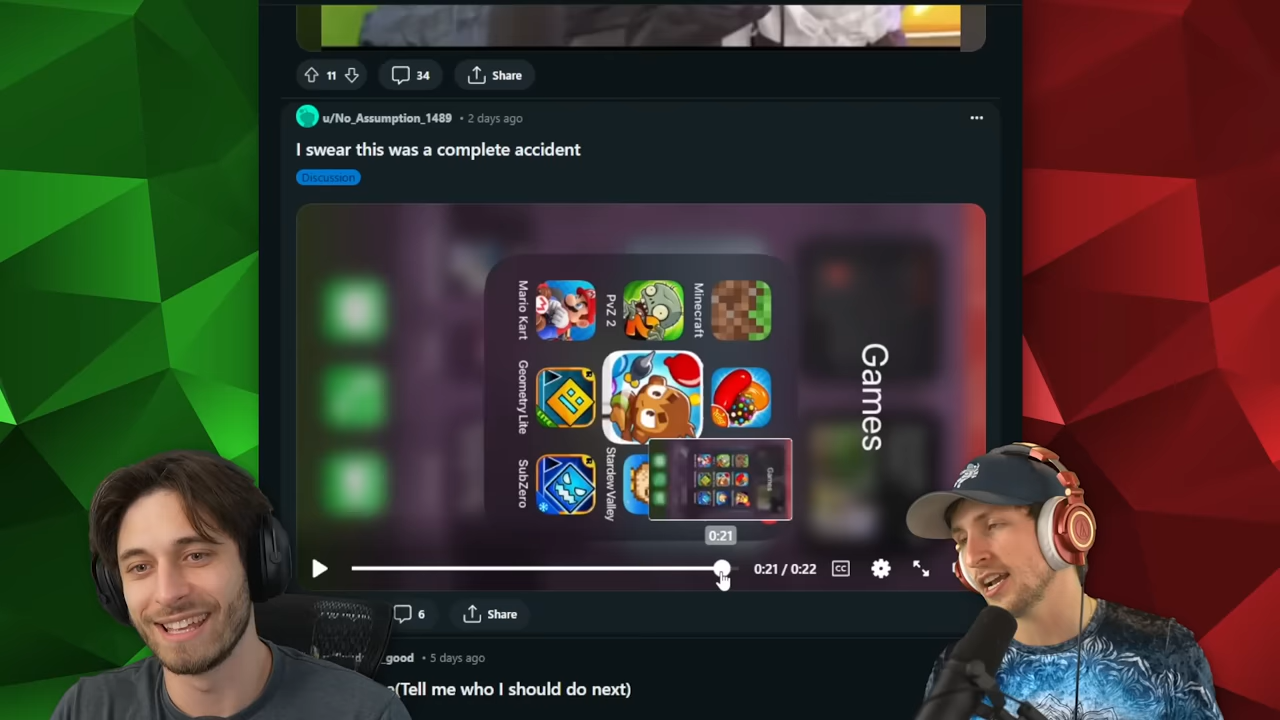 11
34
Share
u/No_Assumption_1489 • 2 days ago
I swear this was a complete accident
Discussion
Minecraft
PvZ 2
Mario Kart
Geometry Lite
Stardew Valley
SubZero
Games
0:21
0:21 / 0:22
CC
6
Share
_good • 5 days ago
(Tell me who I should do next)